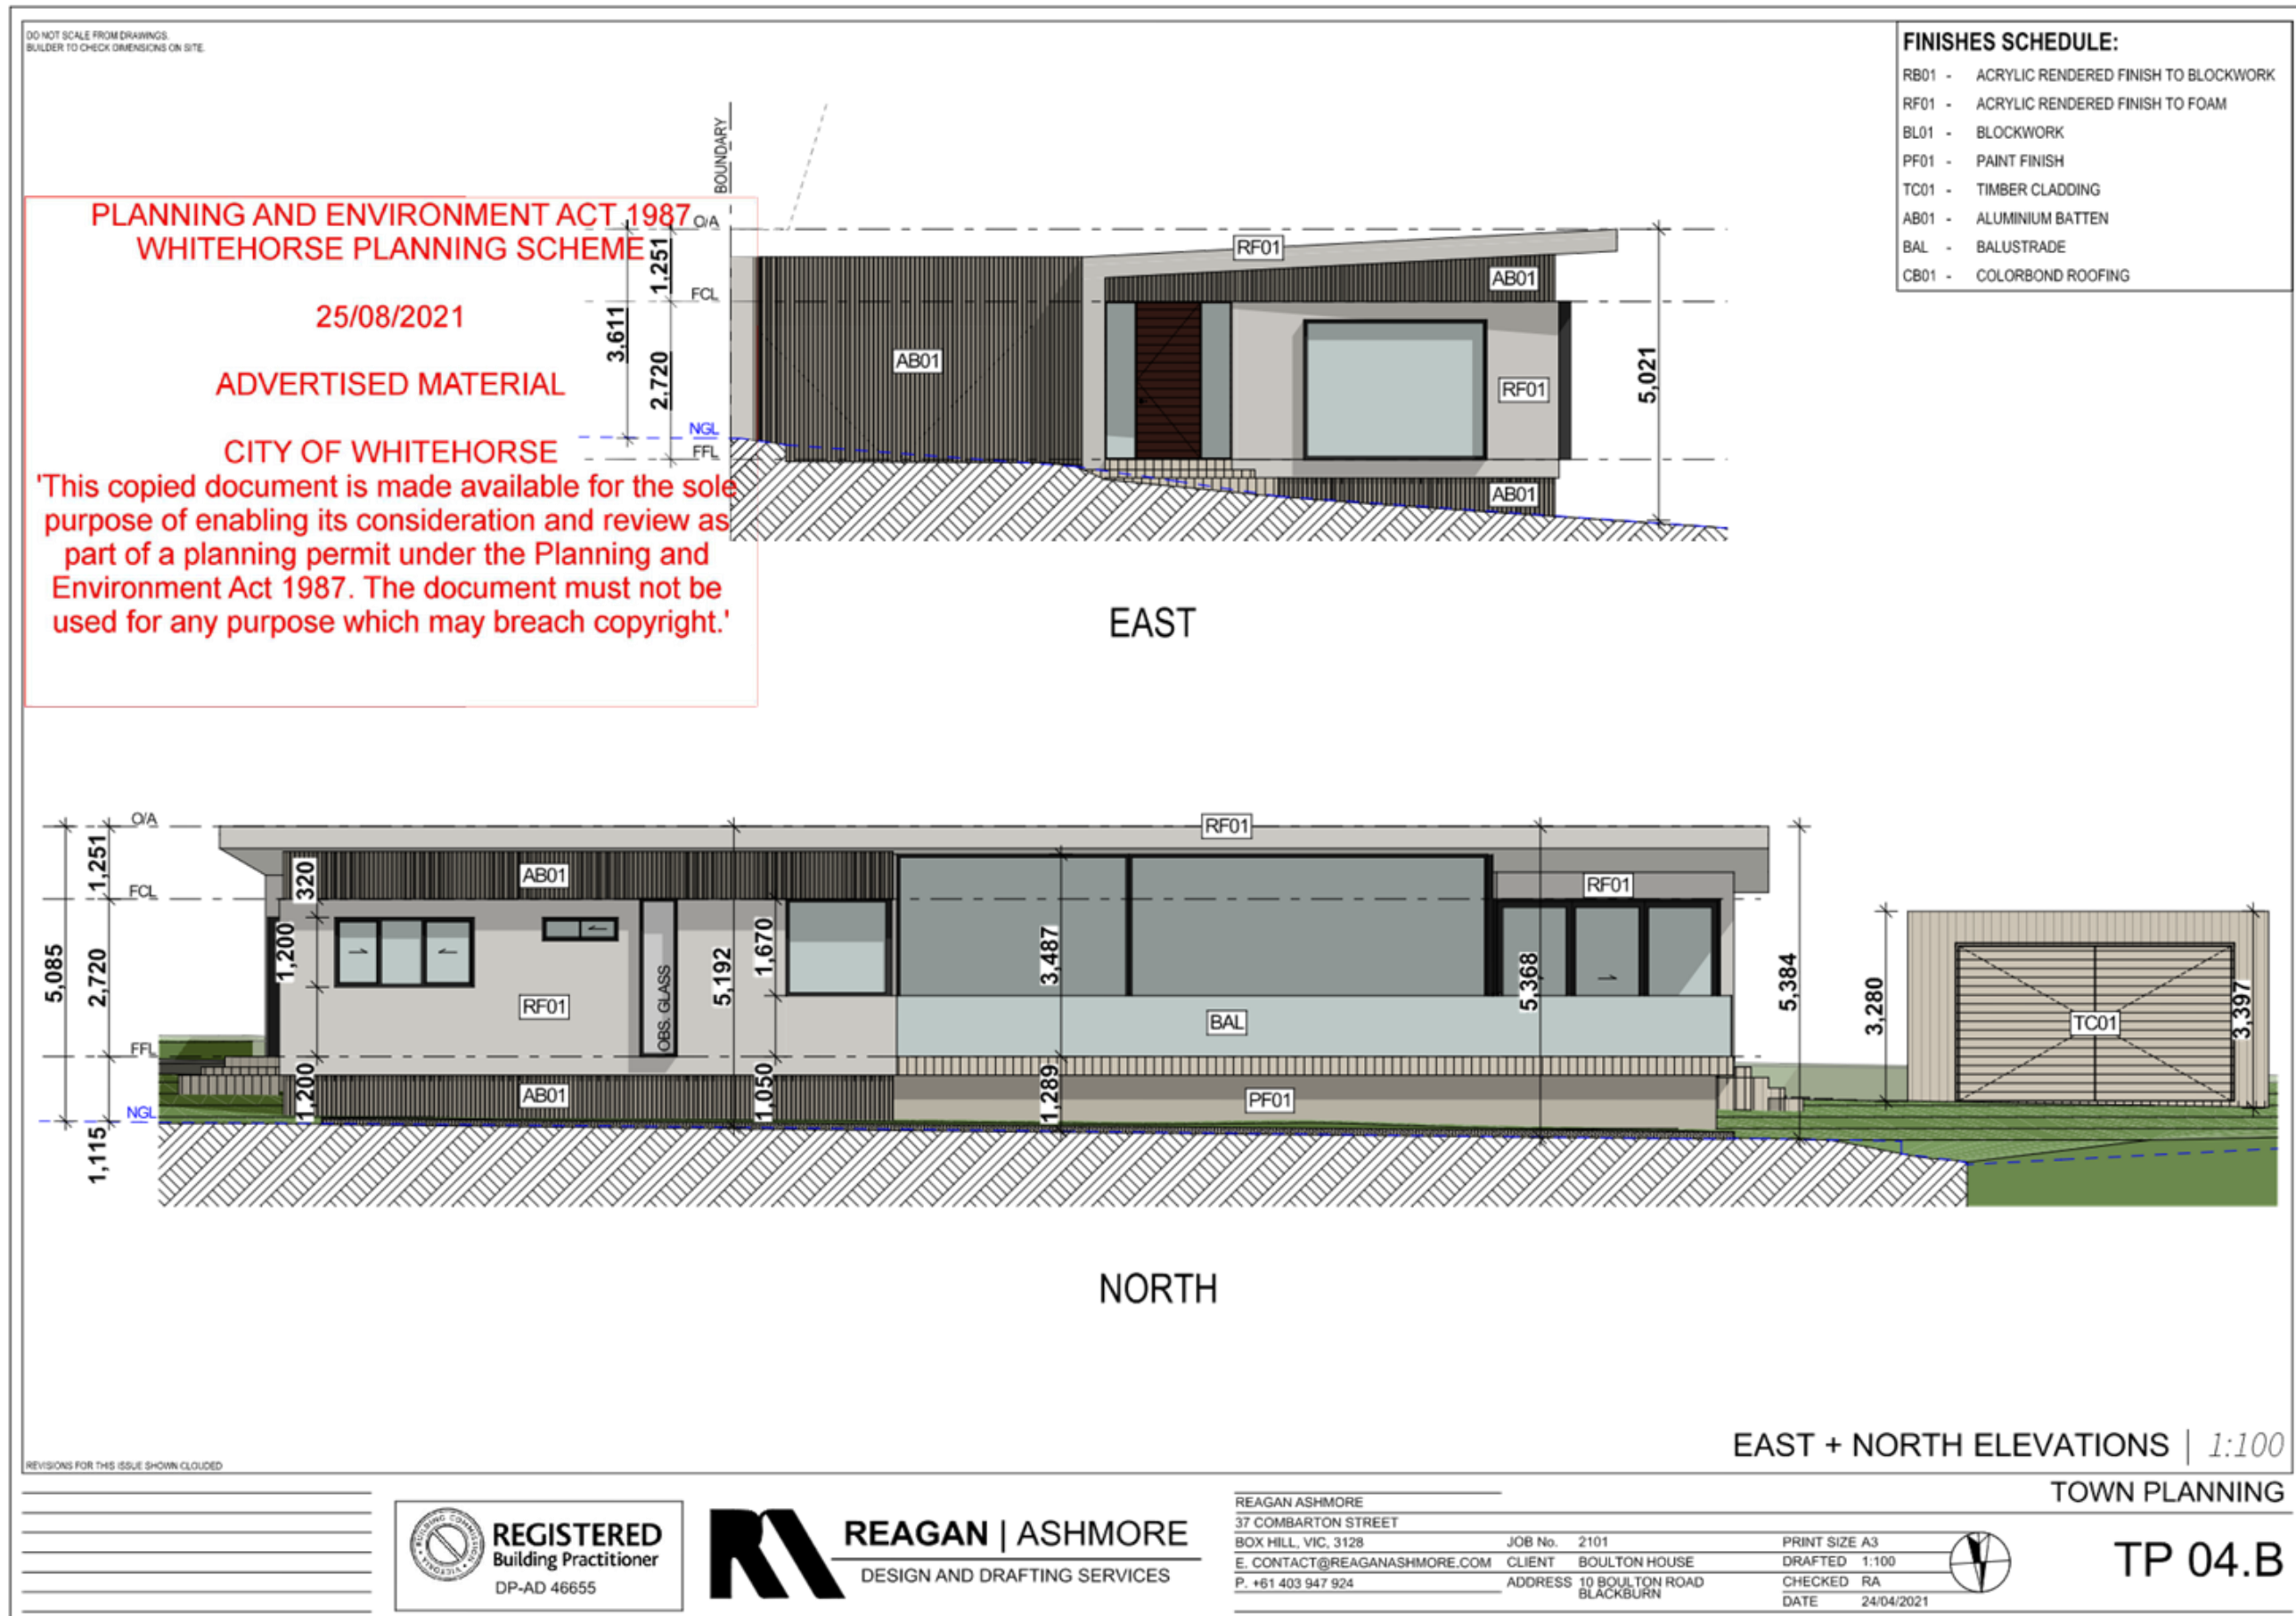 DO NOT SCALE FROM DRAWINGS.
BUILDER TO CHECK DIMENSIONS ON SITE.
FINISHES SCHEDULE:
RB01 - ACRYLIC RENDERED FINISH TO BLOCKWORK
RF01 - ACRYLIC RENDERED FINISH TO FOAM
BL01 - BLOCKWORK
PF01 - PAINT FINISH
TC01 - TIMBER CLADDING
AB01 - ALUMINIUM BATTEN
BAL - BALUSTRADE
CB01 - COLORBOND ROOFING
PLANNING AND ENVIRONMENT ACT 1987
WHITEHORSE PLANNING SCHEME
25/08/2021
ADVERTISED MATERIAL
CITY OF WHITEHORSE
'This copied document is made available for the sole
purpose of enabling its consideration and review as
part of a planning permit under the Planning and
Environment Act 1987. The document must not be
used for any purpose which may breach copyright.'
BOUNDARY
O/A
1,251
FCL
3,611
2,720
NGL
FFL
RF01
AB01
AB01
RF01
AB01
5,021
EAST
O/A
1,251
FCL
5,085
2,720
FFL
NGL
1,115
320
1,200
1,200
AB01
RF01
AB01
OBS. GLASS
5,192
1,670
1,050
RF01
3,487
1,289
BAL
PF01
RF01
5,368
5,384
3,280
TC01
3,397
NORTH
EAST + NORTH ELEVATIONS | 1:100
REVISIONS FOR THIS ISSUE SHOWN CLOUDED
TOWN PLANNING
TP 04.B
BUILDING COMMISSION
VICTORIA
REGISTERED
Building Practitioner
DP-AD 46655
RA
REAGAN | ASHMORE
DESIGN AND DRAFTING SERVICES
REAGAN ASHMORE
37 COMBARTON STREET
BOX HILL, VIC, 3128
E. CONTACT@REAGANASHMORE.COM
P. +61 403 947 924
JOB No. 2101
CLIENT BOULTON HOUSE
ADDRESS 10 BOULTON ROAD
BLACKBURN
PRINT SIZE A3
DRAFTED 1:100
CHECKED RA
DATE 24/04/2021